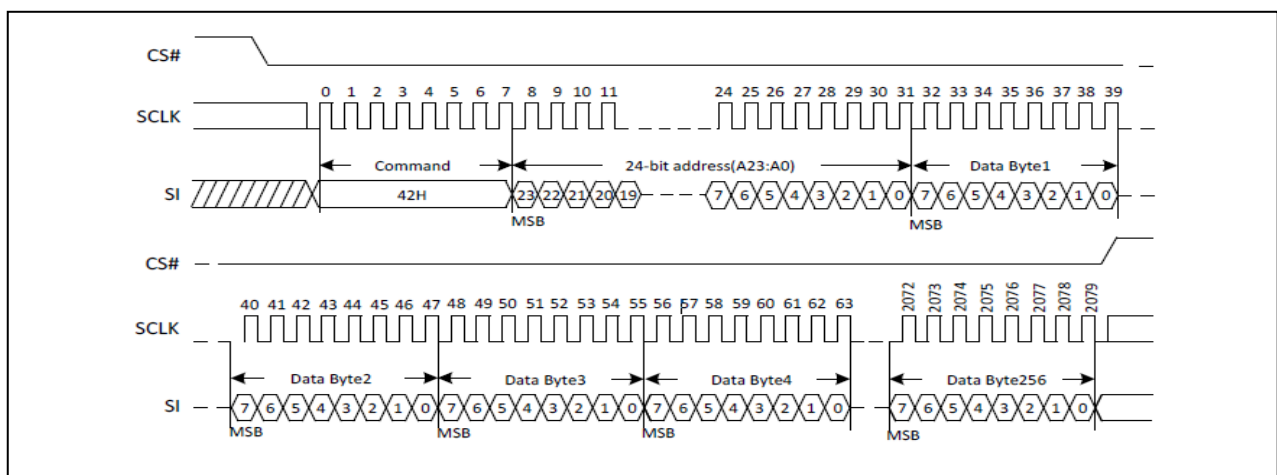 CS#
0 1 2 3 4 5 6 7 8 9 10 11 24 25 26 27 28 29 30 31 32 33 34 35 36 37 38 39
SCLK
Command 24-bit address(A23:A0) Data Byte1
SI 42H 23 22 21 20 19 7 6 5 4 3 2 1 0 7 6 5 4 3 2 1 0
MSB MSB
CS#
40 41 42 43 44 45 46 47 48 49 50 51 52 53 54 55 56 57 58 59 60 61 62 63 2072 2073 2074 2075 2076 2077 2078 2079
SCLK
Data Byte2 Data Byte3 Data Byte4 Data Byte256
SI 7 6 5 4 3 2 1 0 7 6 5 4 3 2 1 0 7 6 5 4 3 2 1 0 7 6 5 4 3 2 1 0
MSB MSB MSB MSB